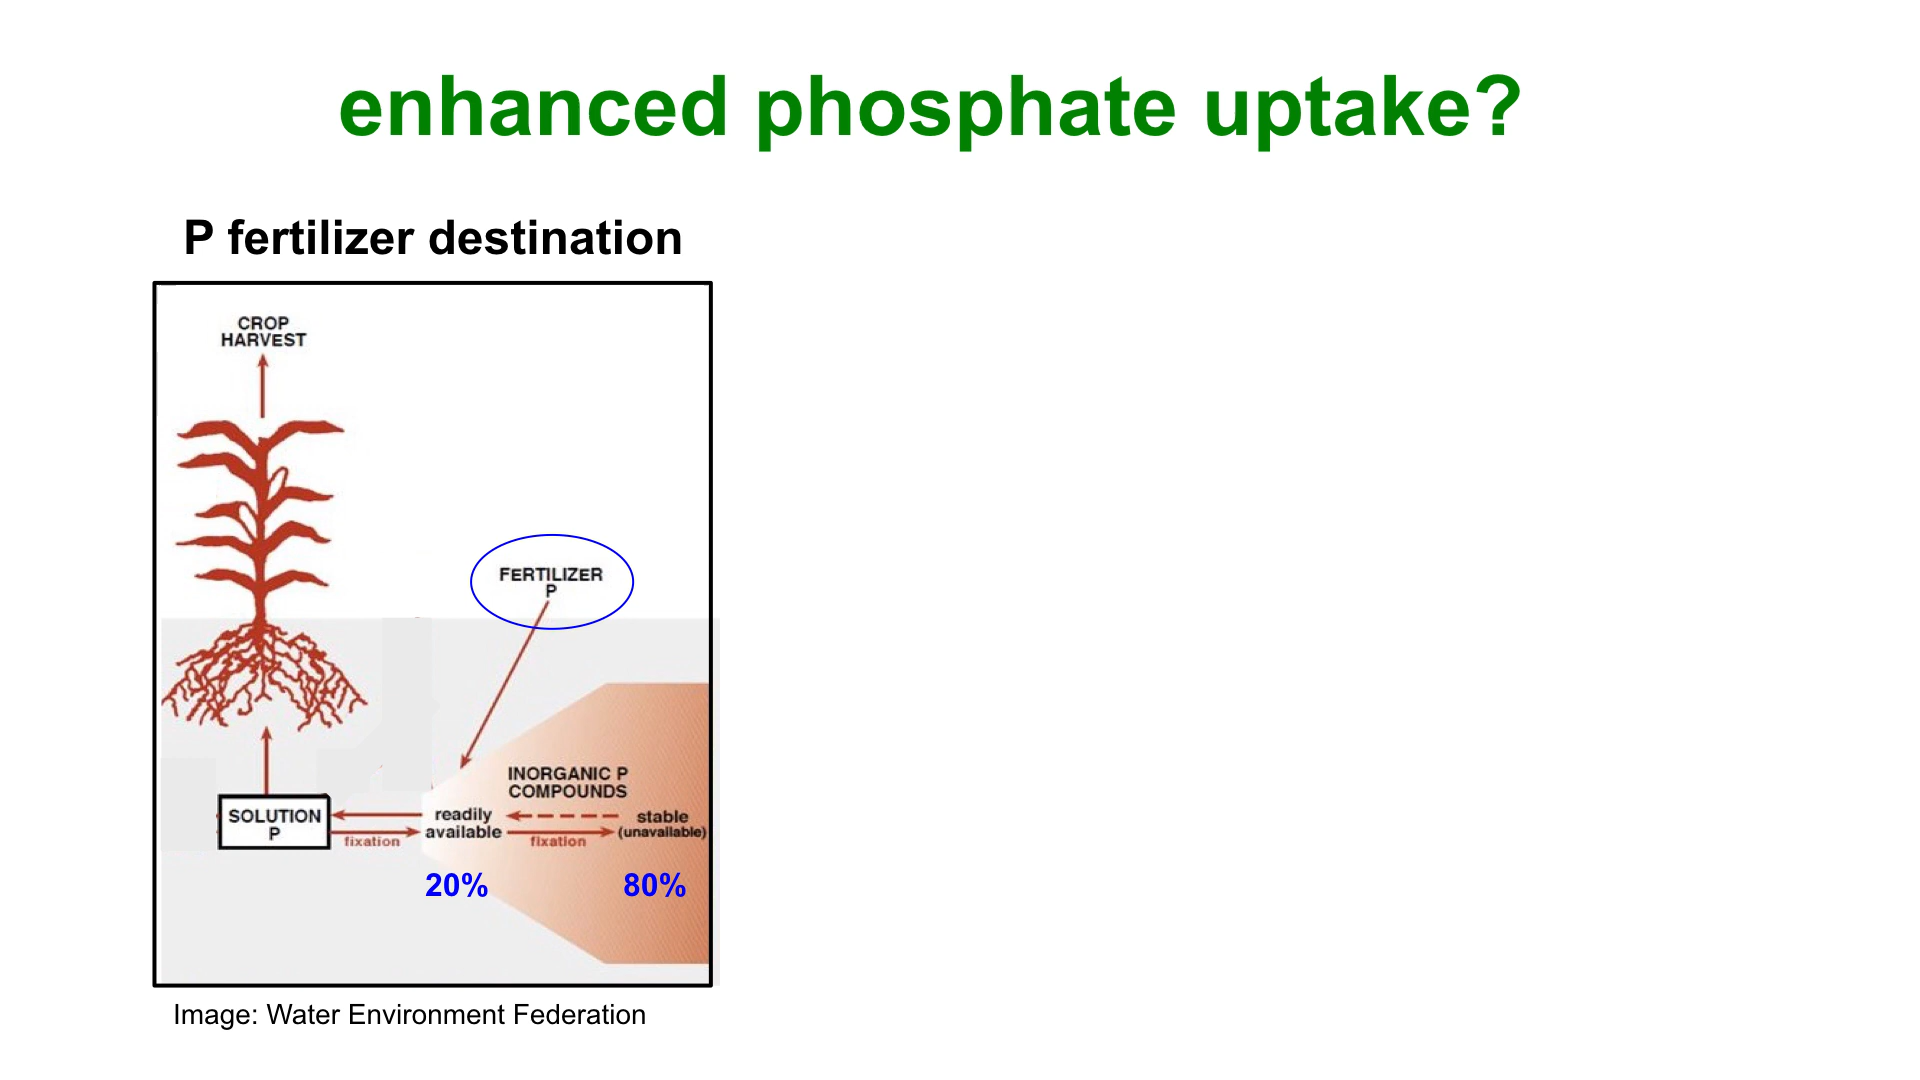 enhanced phosphate uptake?
P fertilizer destination
CROP
HARVEST
FERTILIZER
P
INORGANIC P
COMPOUNDS
SOLUTION
P
fixation
readily
available
fixation
stable
(unavailable)
20%
80%
Image: Water Environment Federation